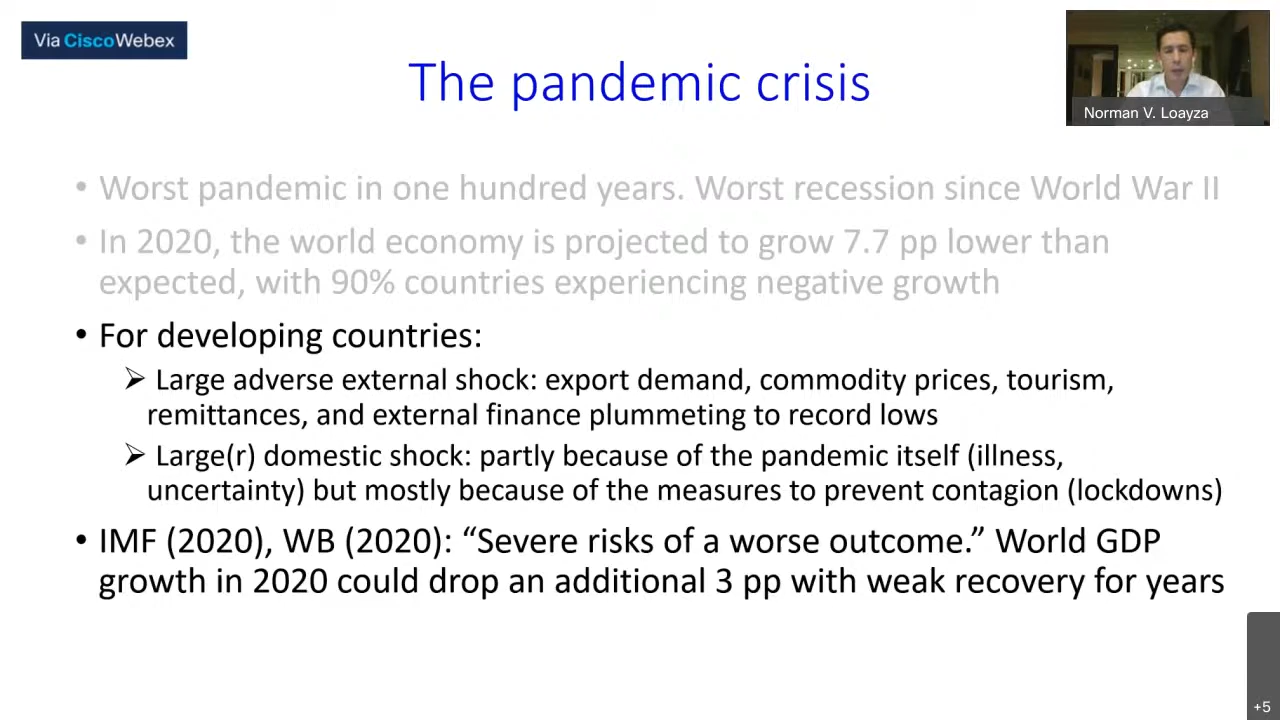 Via CiscoWebex
The pandemic crisis
Norman V. Loayza
• Worst pandemic in one hundred years. Worst recession since World War II
• In 2020, the world economy is projected to grow 7.7 pp lower than
expected, with 90% countries experiencing negative growth
• For developing countries:
➢ Large adverse external shock: export demand, commodity prices, tourism,
remittances, and external finance plummeting to record lows
➢ Large(r) domestic shock: partly because of the pandemic itself (illness,
uncertainty) but mostly because of the measures to prevent contagion (lockdowns)
• IMF (2020), WB (2020): “Severe risks of a worse outcome.” World GDP
growth in 2020 could drop an additional 3 pp with weak recovery for years
+5